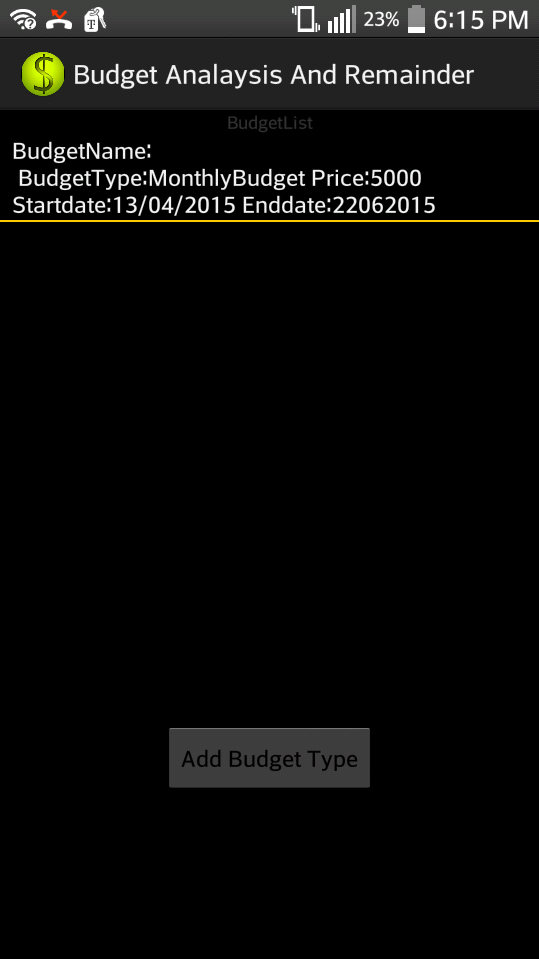 23% 6:15 PM
Budget Analaysis And Remainder
BudgetList
BudgetName:
BudgetType:MonthlyBudget Price:5000
Startdate:13/04/2015 Enddate:22062015
Add Budget Type